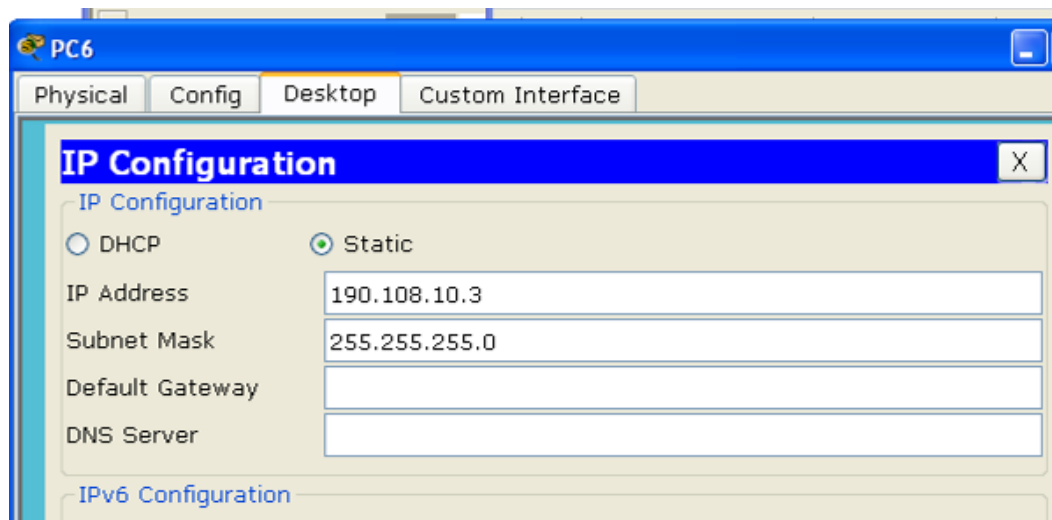 PC6
Physical Config Desktop Custom Interface
IP Configuration X
IP Configuration
DHCP Static
IP Address 190.108.10.3
Subnet Mask 255.255.255.0
Default Gateway
DNS Server
IPv6 Configuration